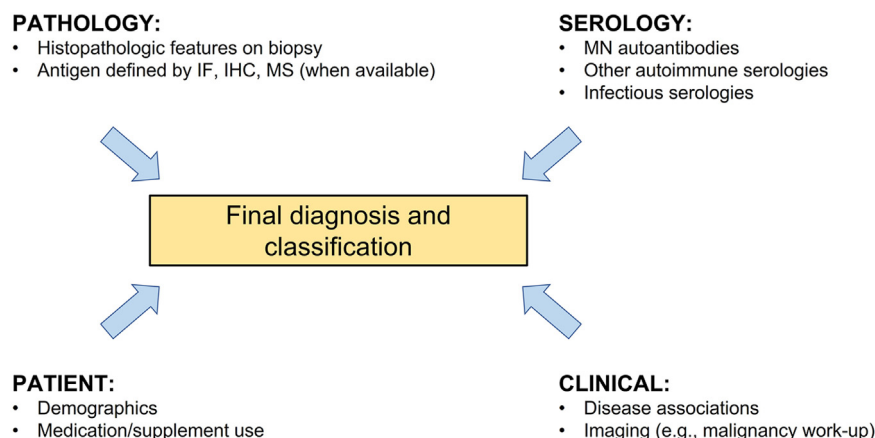 PATHOLOGY:
• Histopathologic features on biopsy
• Antigen defined by IF, IHC, MS (when available)
SEROLOGY:
• MN autoantibodies
• Other autoimmune serologies
• Infectious serologies
Final diagnosis and
classification
PATIENT:
• Demographics
• Medication/supplement use
CLINICAL:
• Disease associations
• Imaging (e.g., malignancy work-up)